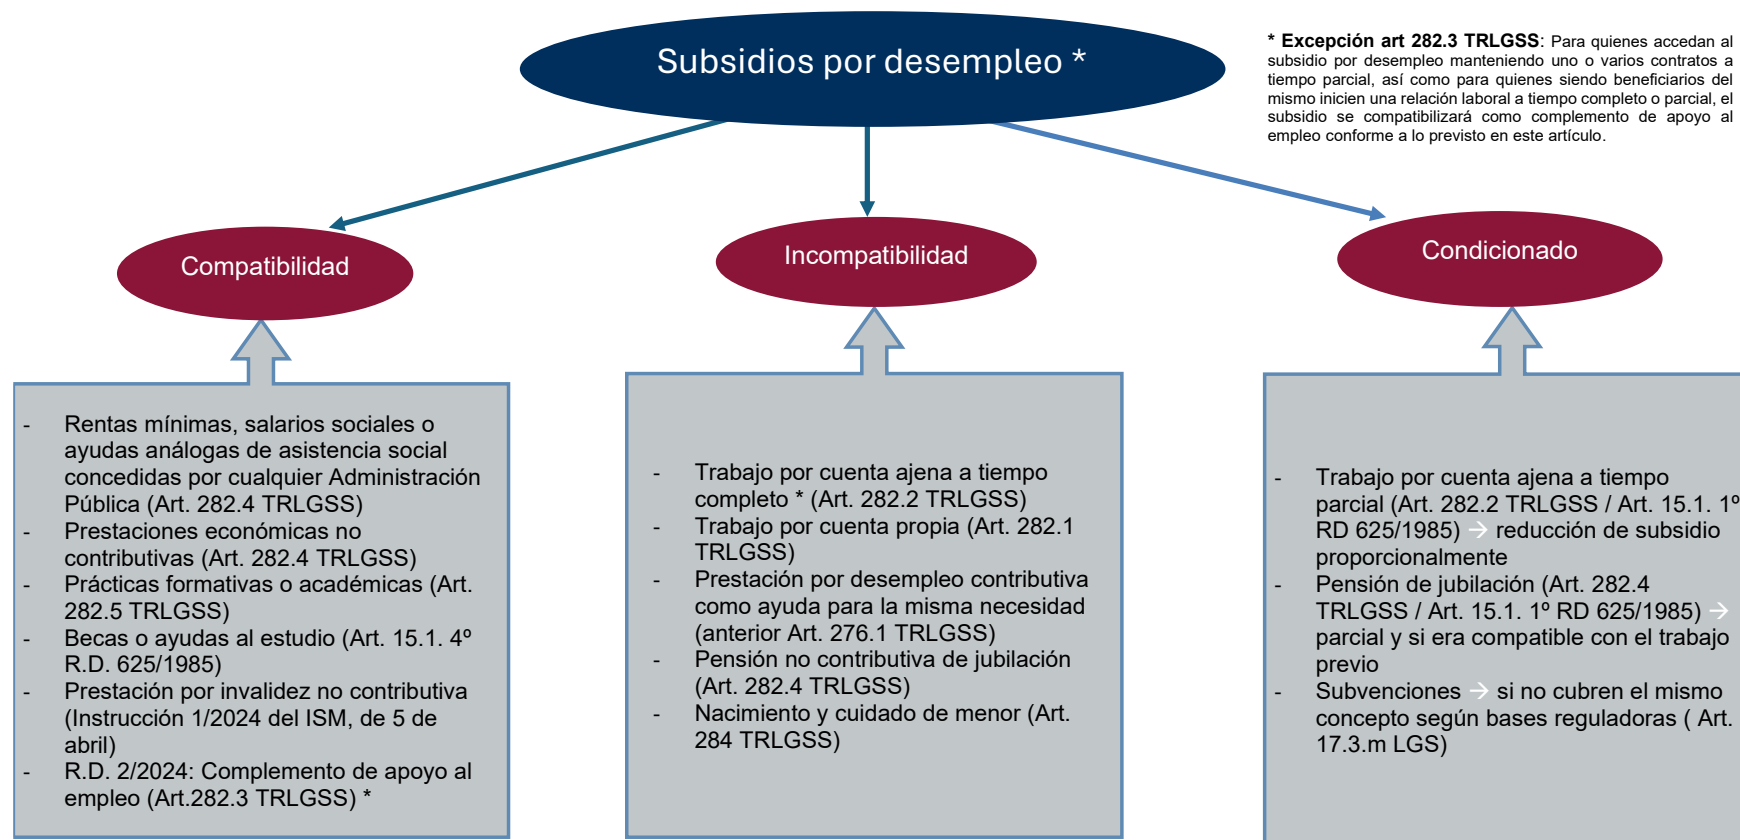 Subsidios por desempleo *
* Excepción art 282.3 TRLGSS: Para quienes accedan al
subsidio por desempleo manteniendo uno o varios contratos a
tiempo parcial, así como para quienes siendo beneficiarios del
mismo inicien una relación laboral a tiempo completo o parcial, el
subsidio se compatibilizará como complemento de apoyo al
empleo conforme a lo previsto en este artículo.
Compatibilidad
Incompatibilidad
Condicionado
- Rentas mínimas, salarios sociales o
ayudas análogas de asistencia social
concedidas por cualquier Administración
Pública (Art. 282.4 TRLGSS)
- Prestaciones económicas no
contributivas (Art. 282.4 TRLGSS)
- Prácticas formativas o académicas (Art.
282.5 TRLGSS)
- Becas o ayudas al estudio (Art. 15.1. 4º
R.D. 625/1985)
- Prestación por invalidez no contributiva
(Instrucción 1/2024 del ISM, de 5 de
abril)
- R.D. 2/2024: Complemento de apoyo al
empleo (Art.282.3 TRLGSS) *
- Trabajo por cuenta ajena a tiempo
completo * (Art. 282.2 TRLGSS)
- Trabajo por cuenta propia (Art. 282.1
TRLGSS)
- Prestación por desempleo contributiva
como ayuda para la misma necesidad
(anterior Art. 276.1 TRLGSS)
- Pensión no contributiva de jubilación
(Art. 282.4 TRLGSS)
- Nacimiento y cuidado de menor (Art.
284 TRLGSS)
- Trabajo por cuenta ajena a tiempo
parcial (Art. 282.2 TRLGSS / Art. 15.1. 1º
RD 625/1985) → reducción de subsidio
proporcionalmente
- Pensión de jubilación (Art. 282.4
TRLGSS / Art. 15.1. 1º RD 625/1985) →
parcial y si era compatible con el trabajo
previo
- Subvenciones → si no cubren el mismo
concepto según bases reguladoras ( Art.
17.3.m LGS)